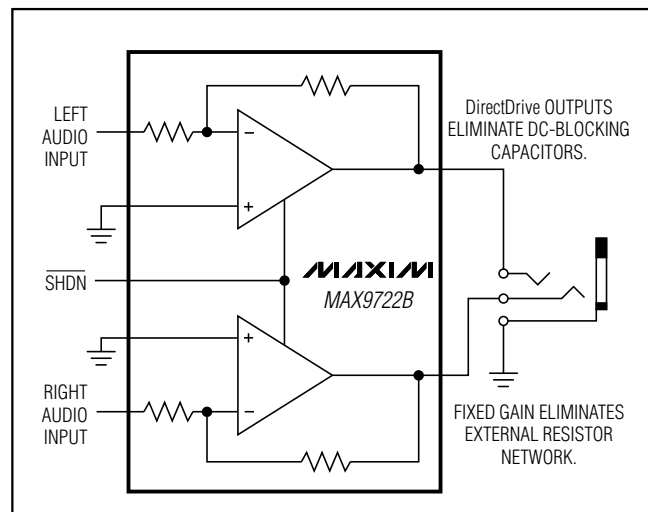 LEFT
AUDIO
INPUT
−
+
SHDN
MAXIM
MAX9722B
+
−
RIGHT
AUDIO
INPUT
DirectDrive OUTPUTS
ELIMINATE DC-BLOCKING
CAPACITORS.
FIXED GAIN ELIMINATES
EXTERNAL RESISTOR
NETWORK.